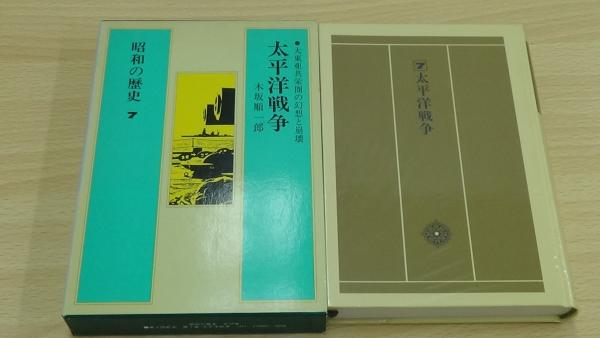 ●大東亜共栄圏の幻想と崩壊
太平洋戦争
木坂順一郎
昭和の歴史 7
7 太平洋戦争